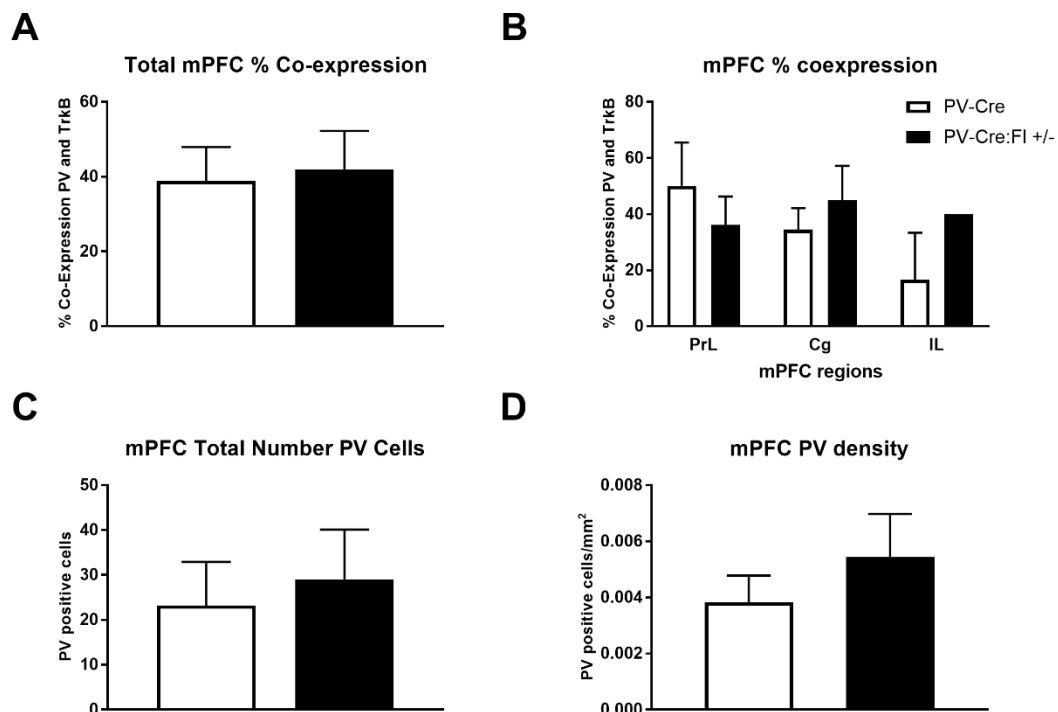 A
Total mPFC % Co-expression
% Co-Expression PV and TrkB
60
40
20
0
B
mPFC % coexpression
% Co-Expression PV and TrkB
80
60
40
20
0
PV-Cre
PV-Cre:FI +/-
PrL Cg IL
mPFC regions
C
mPFC Total Number PV Cells
PV positive cells
50
40
30
20
10
0
D
mPFC PV density
PV positive cells/mm²
0.008
0.006
0.004
0.002
0.000